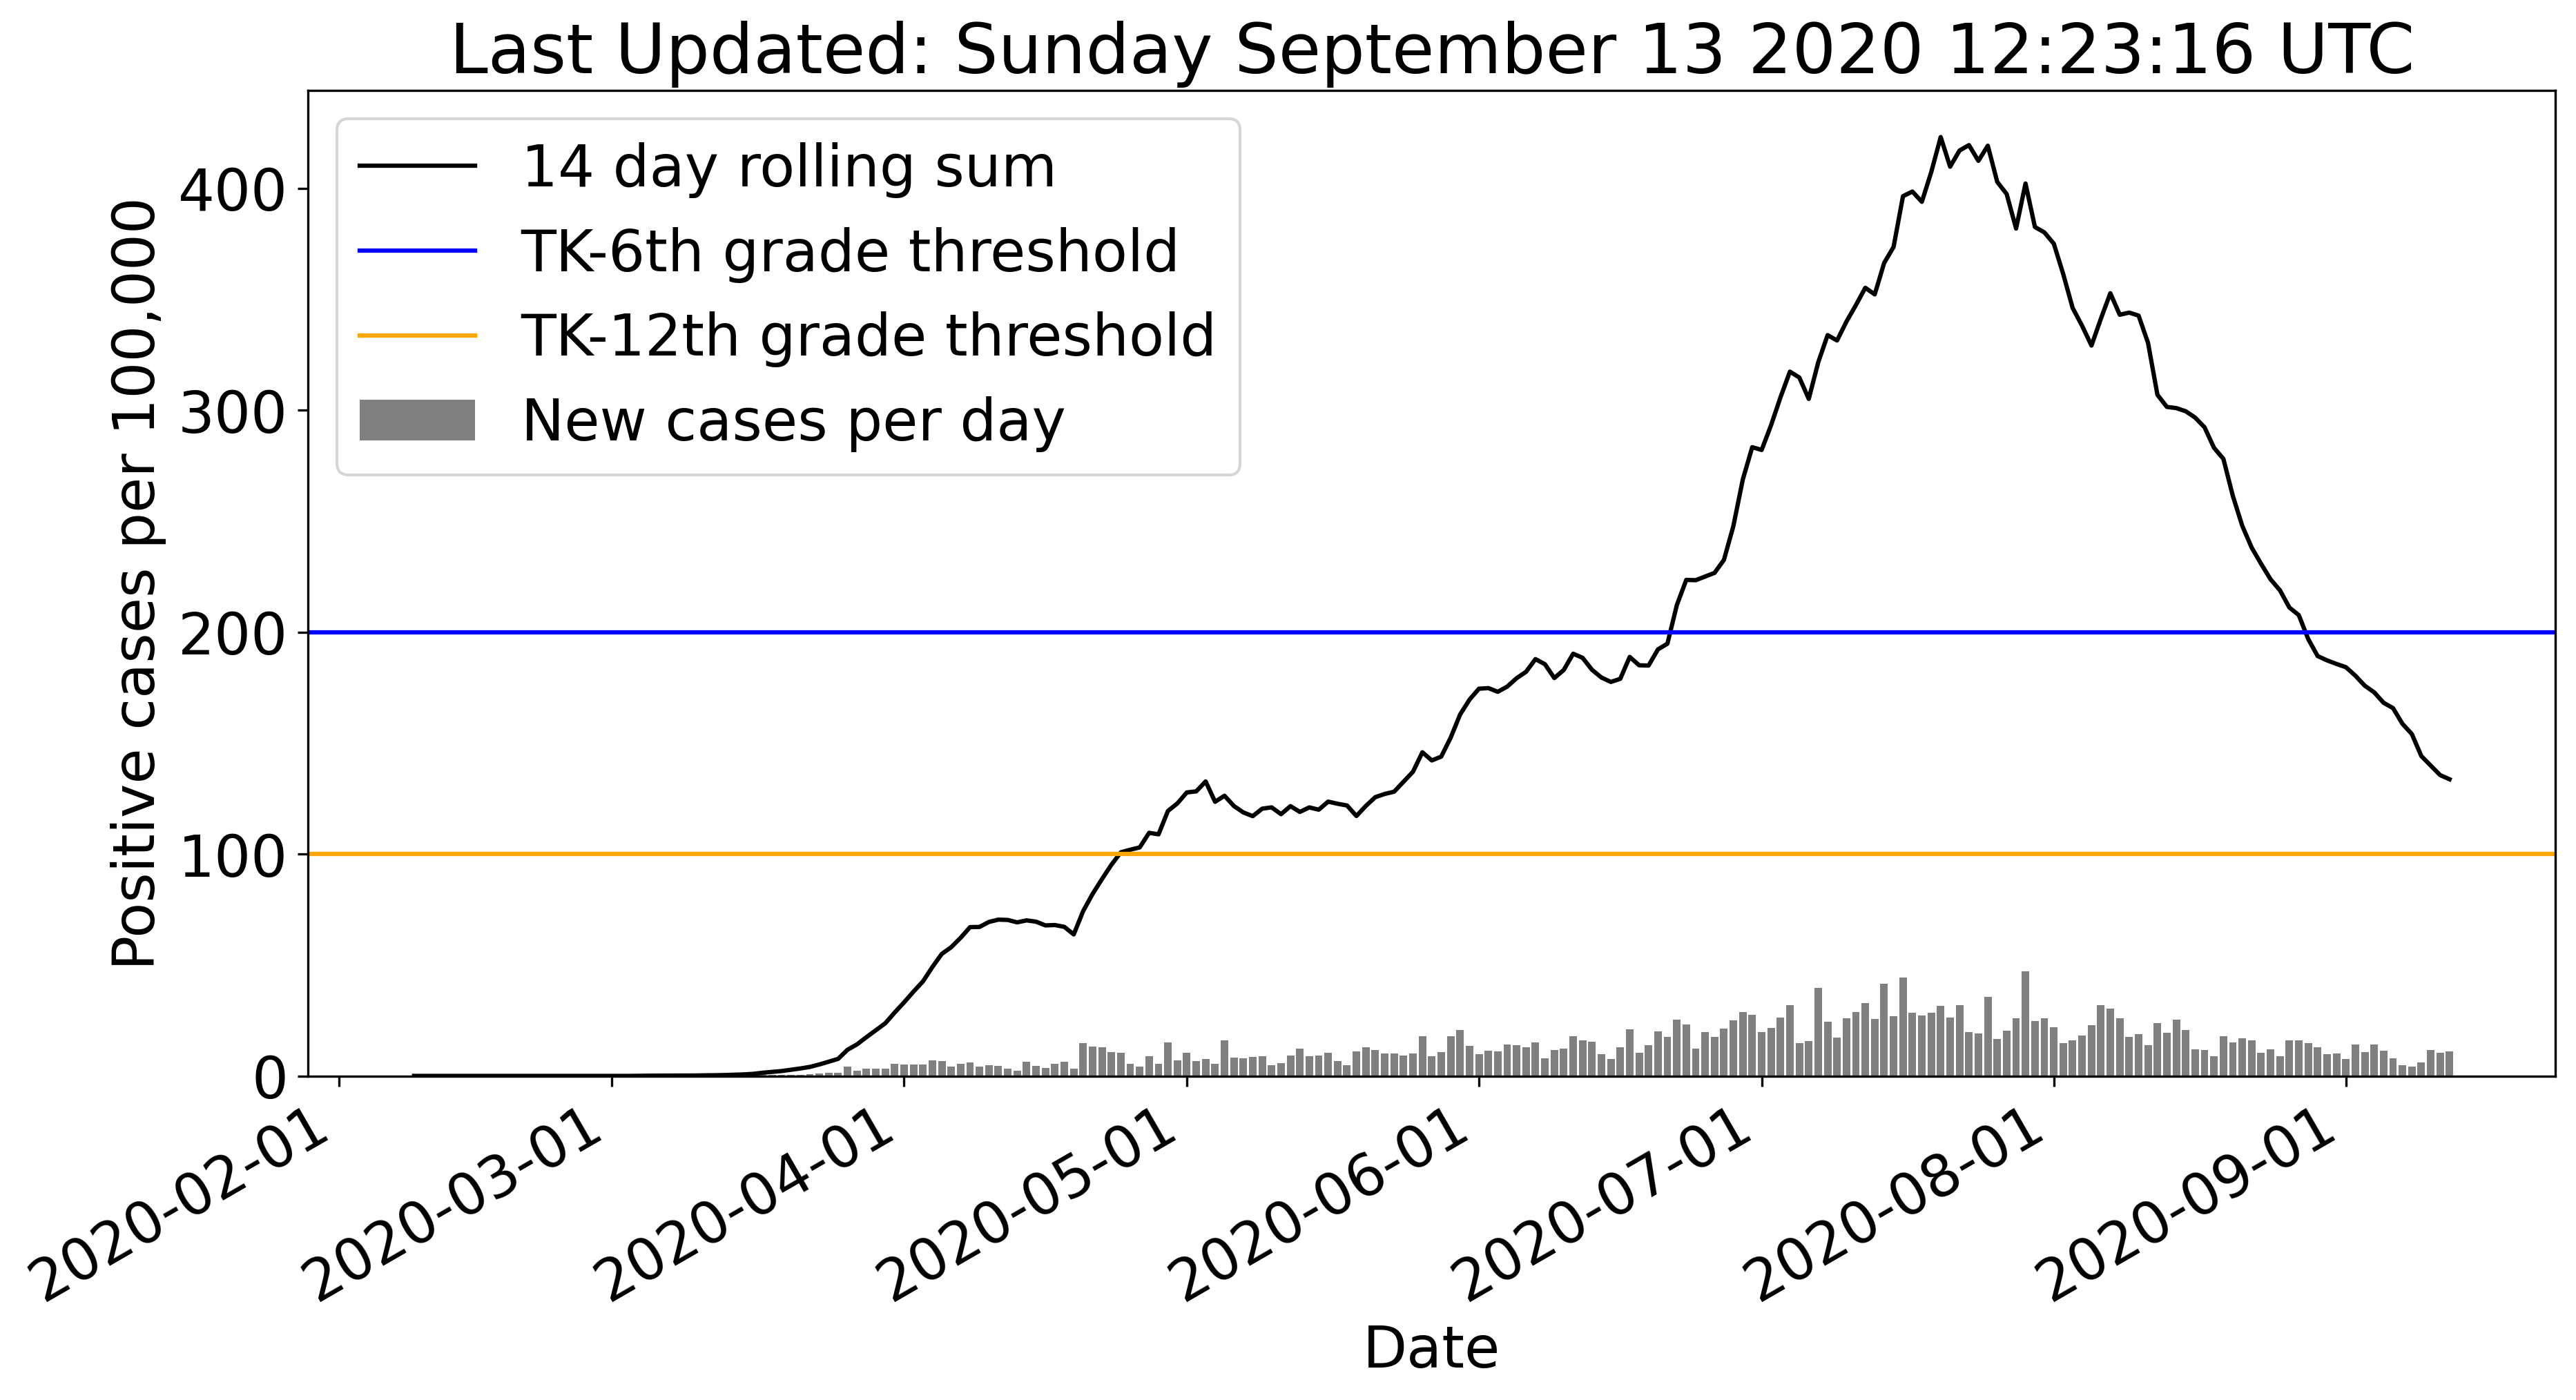 Last Updated: Sunday September 13 2020 12:23:16 UTC
14 day rolling sum
TK-6th grade threshold
TK-12th grade threshold
New cases per day
Positive cases per 100,000
400
300
200
100
0
2020-02-01
2020-03-01
2020-04-01
2020-05-01
2020-06-01
2020-07-01
2020-08-01
2020-09-01
Date